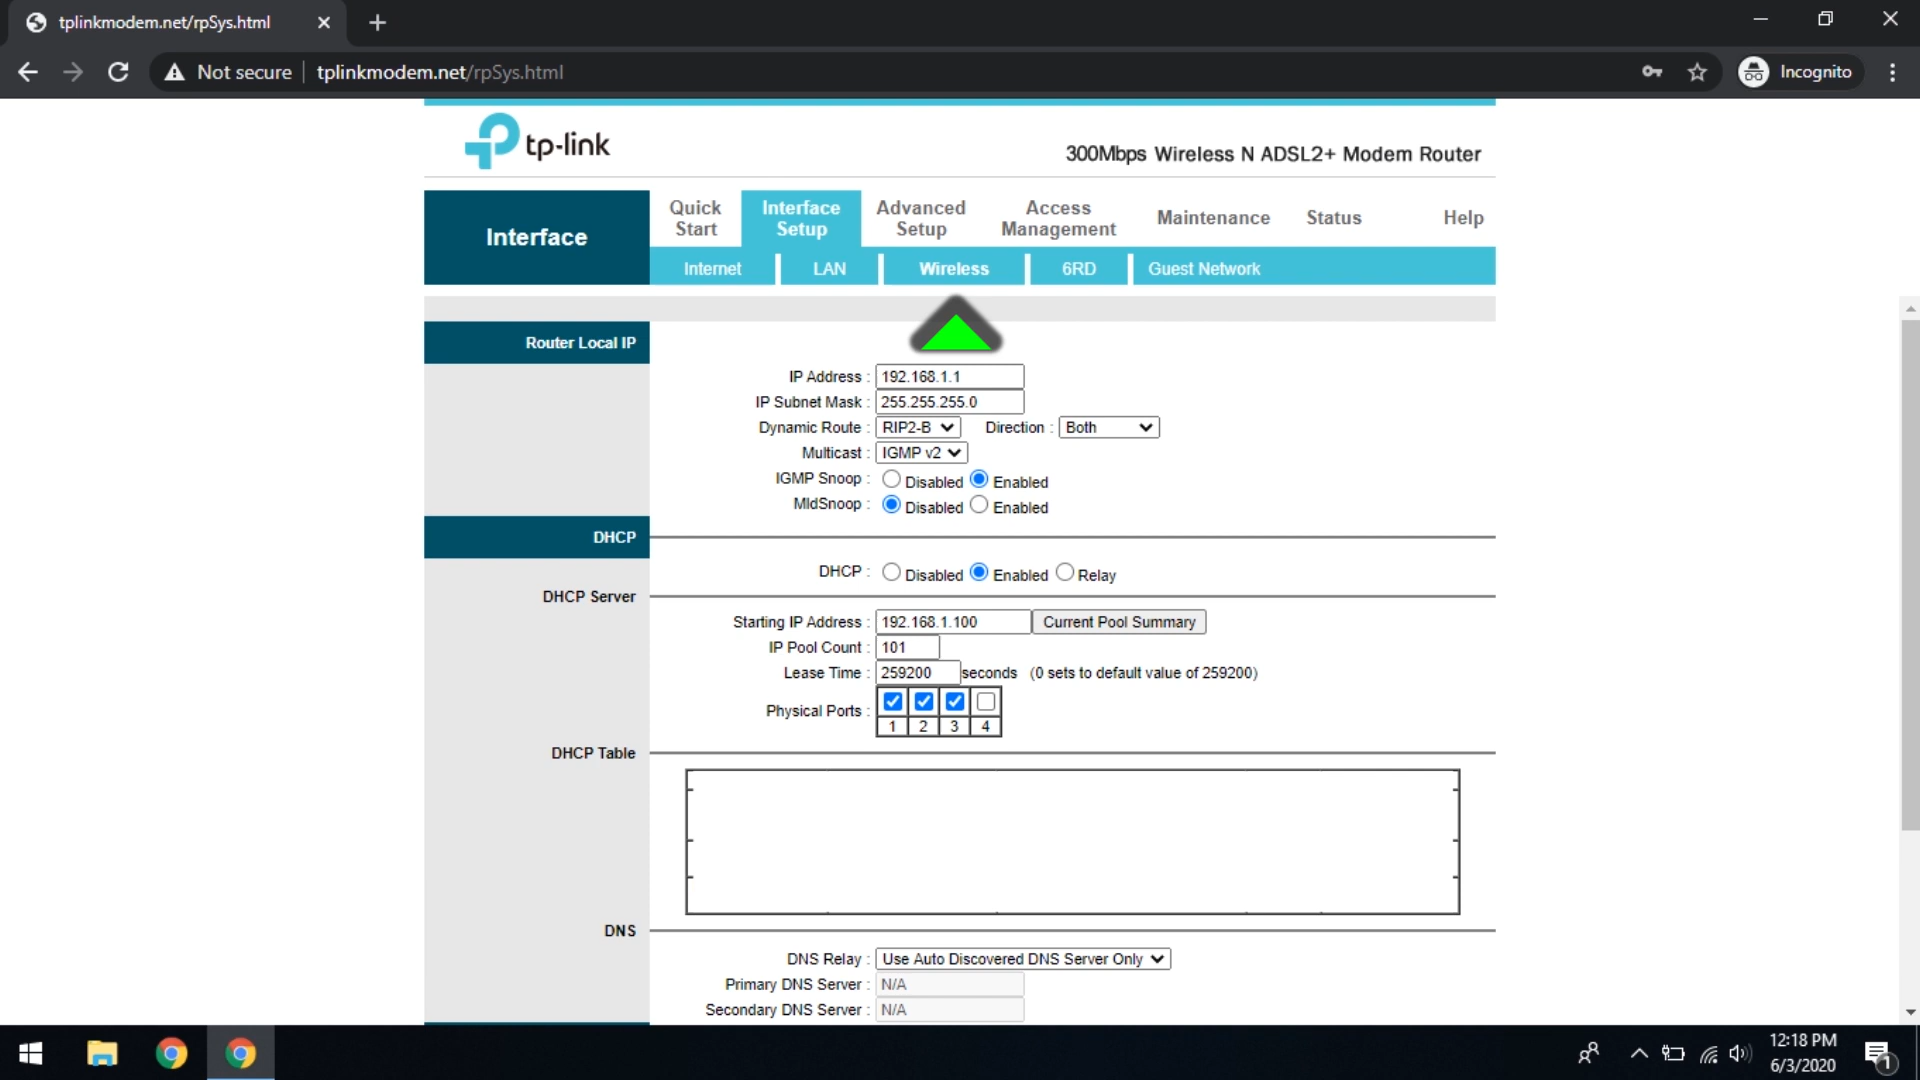 tplinkmodem.net/rpSys.html
Not secure tplinkmodem.net/rpSys.html Incognito
tp-link
300Mbps Wireless N ADSL2+ Modem Router
Interface
Quick Start
Interface Setup
Advanced Setup
Access Management
Maintenance
Status
Help
Internet LAN Wireless 6RD Guest Network
Router Local IP
IP Address : 192.168.1.1
IP Subnet Mask : 255.255.255.0
Dynamic Route : RIP2-B Direction : Both
Multicast : IGMP v2
IGMP Snoop : Disabled Enabled
MldSnoop : Disabled Enabled
DHCP
DHCP : Disabled Enabled Relay
DHCP Server
Starting IP Address : 192.168.1.100 Current Pool Summary
IP Pool Count : 101
Lease Time : 259200 seconds (0 sets to default value of 259200)
Physical Ports :
1 2 3 4
DHCP Table
DNS
DNS Relay : Use Auto Discovered DNS Server Only
Primary DNS Server : N/A
Secondary DNS Server : N/A
12:18 PM
6/3/2020
1